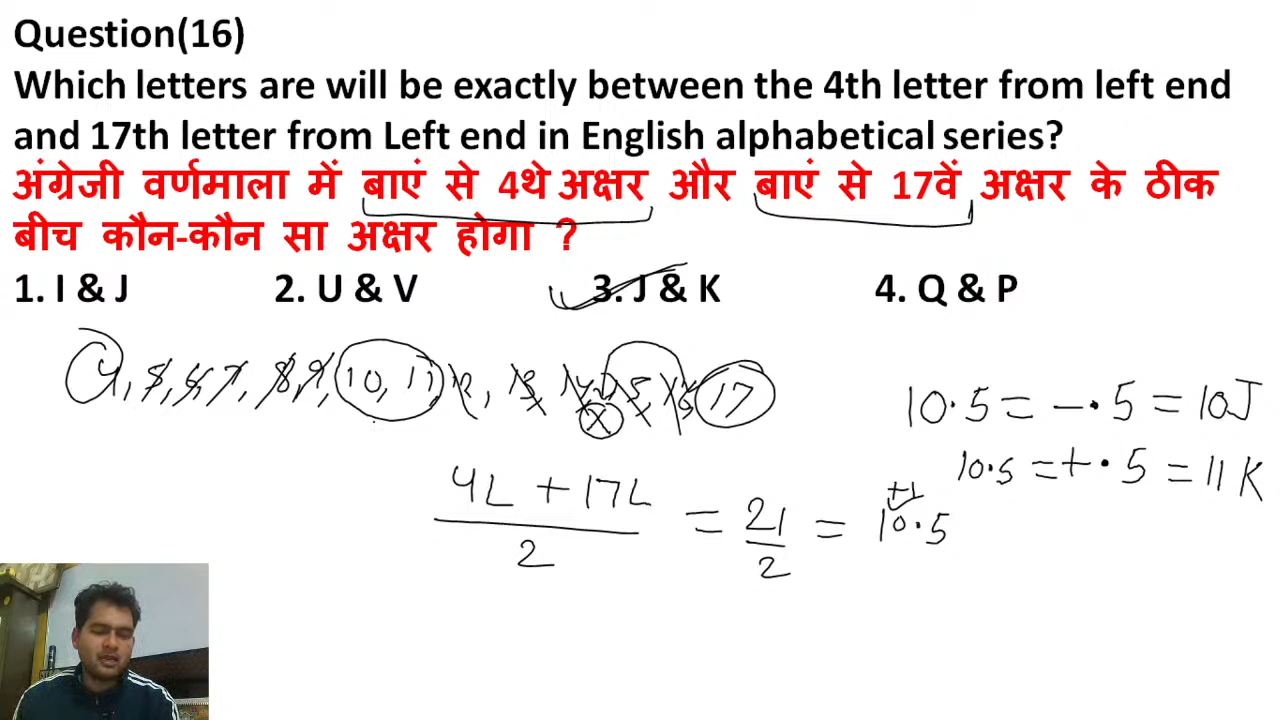 Question(16)
Which letters are will be exactly between the 4th letter from left end
and 17th letter from Left end in English alphabetical series?
अंग्रेजी वर्णमाला में बाएं से 4थे अक्षर और बाएं से 17वें अक्षर के ठीक
बीच कौन-कौन सा अक्षर होगा ?
1. I & J 2. U & V 3. J & K 4. Q & P
4, 5, 6, 7, 8, 9, 10, 11, 12, 13, 14, 15, 16, 17
X
10.5 = -.5 = 10J
10.5 = +.5 = 11K
4L + 17L / 2 = 21/2 = 10.5
+1